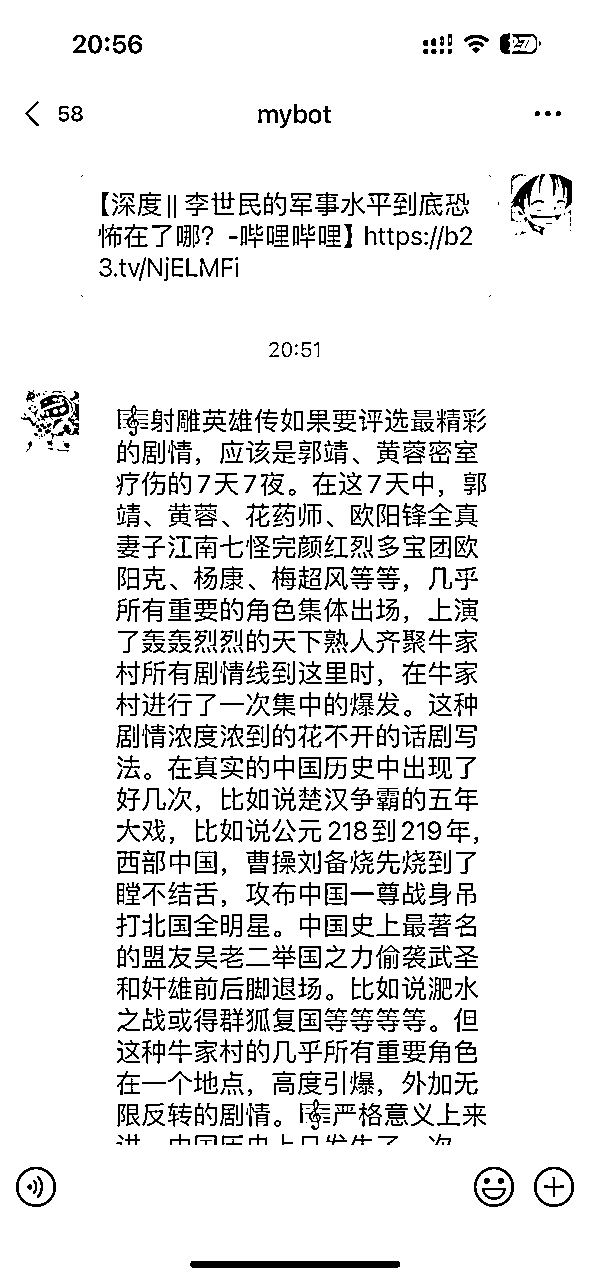 20:56
27
58
mybot
【深度||李世民的军事水平到底恐
怖在了哪？-哔哩哔哩】https://b2
3.tv/NjELMFi
20:51
🎼射雕英雄传如果要评选最精彩
的剧情，应该是郭靖、黄蓉密室
疗伤的7天7夜。在这7天中，郭
靖、黄蓉、花药师、欧阳锋全真
妻子江南七怪完颜红烈多宝团欧
阳克、杨康、梅超风等等，几乎
所有重要的角色集体出场，上演
了轰轰烈烈的天下熟人齐聚牛家
村所有剧情线到这里时，在牛家
村进行了一次集中的爆发。这种
剧情浓度浓到的花不开的话剧写
法。在真实的中国历史中出现了
好几次，比如说楚汉争霸的五年
大戏，比如说公元218到219年，
西部中国，曹操刘备烧先烧到了
瞠不结舌，攻布中国一尊战身吊
打北国全明星。中国史上最著名
的盟友吴老二举国之力偷袭武圣
和奸雄前后脚退场。比如说淝水
之战或得群狐复国等等等等。但
这种牛家村的几乎所有重要角色
在一个地点，高度引爆，外加无
限反转的剧情。🎼严格意义上来
讲，中国历史上只发生了一次